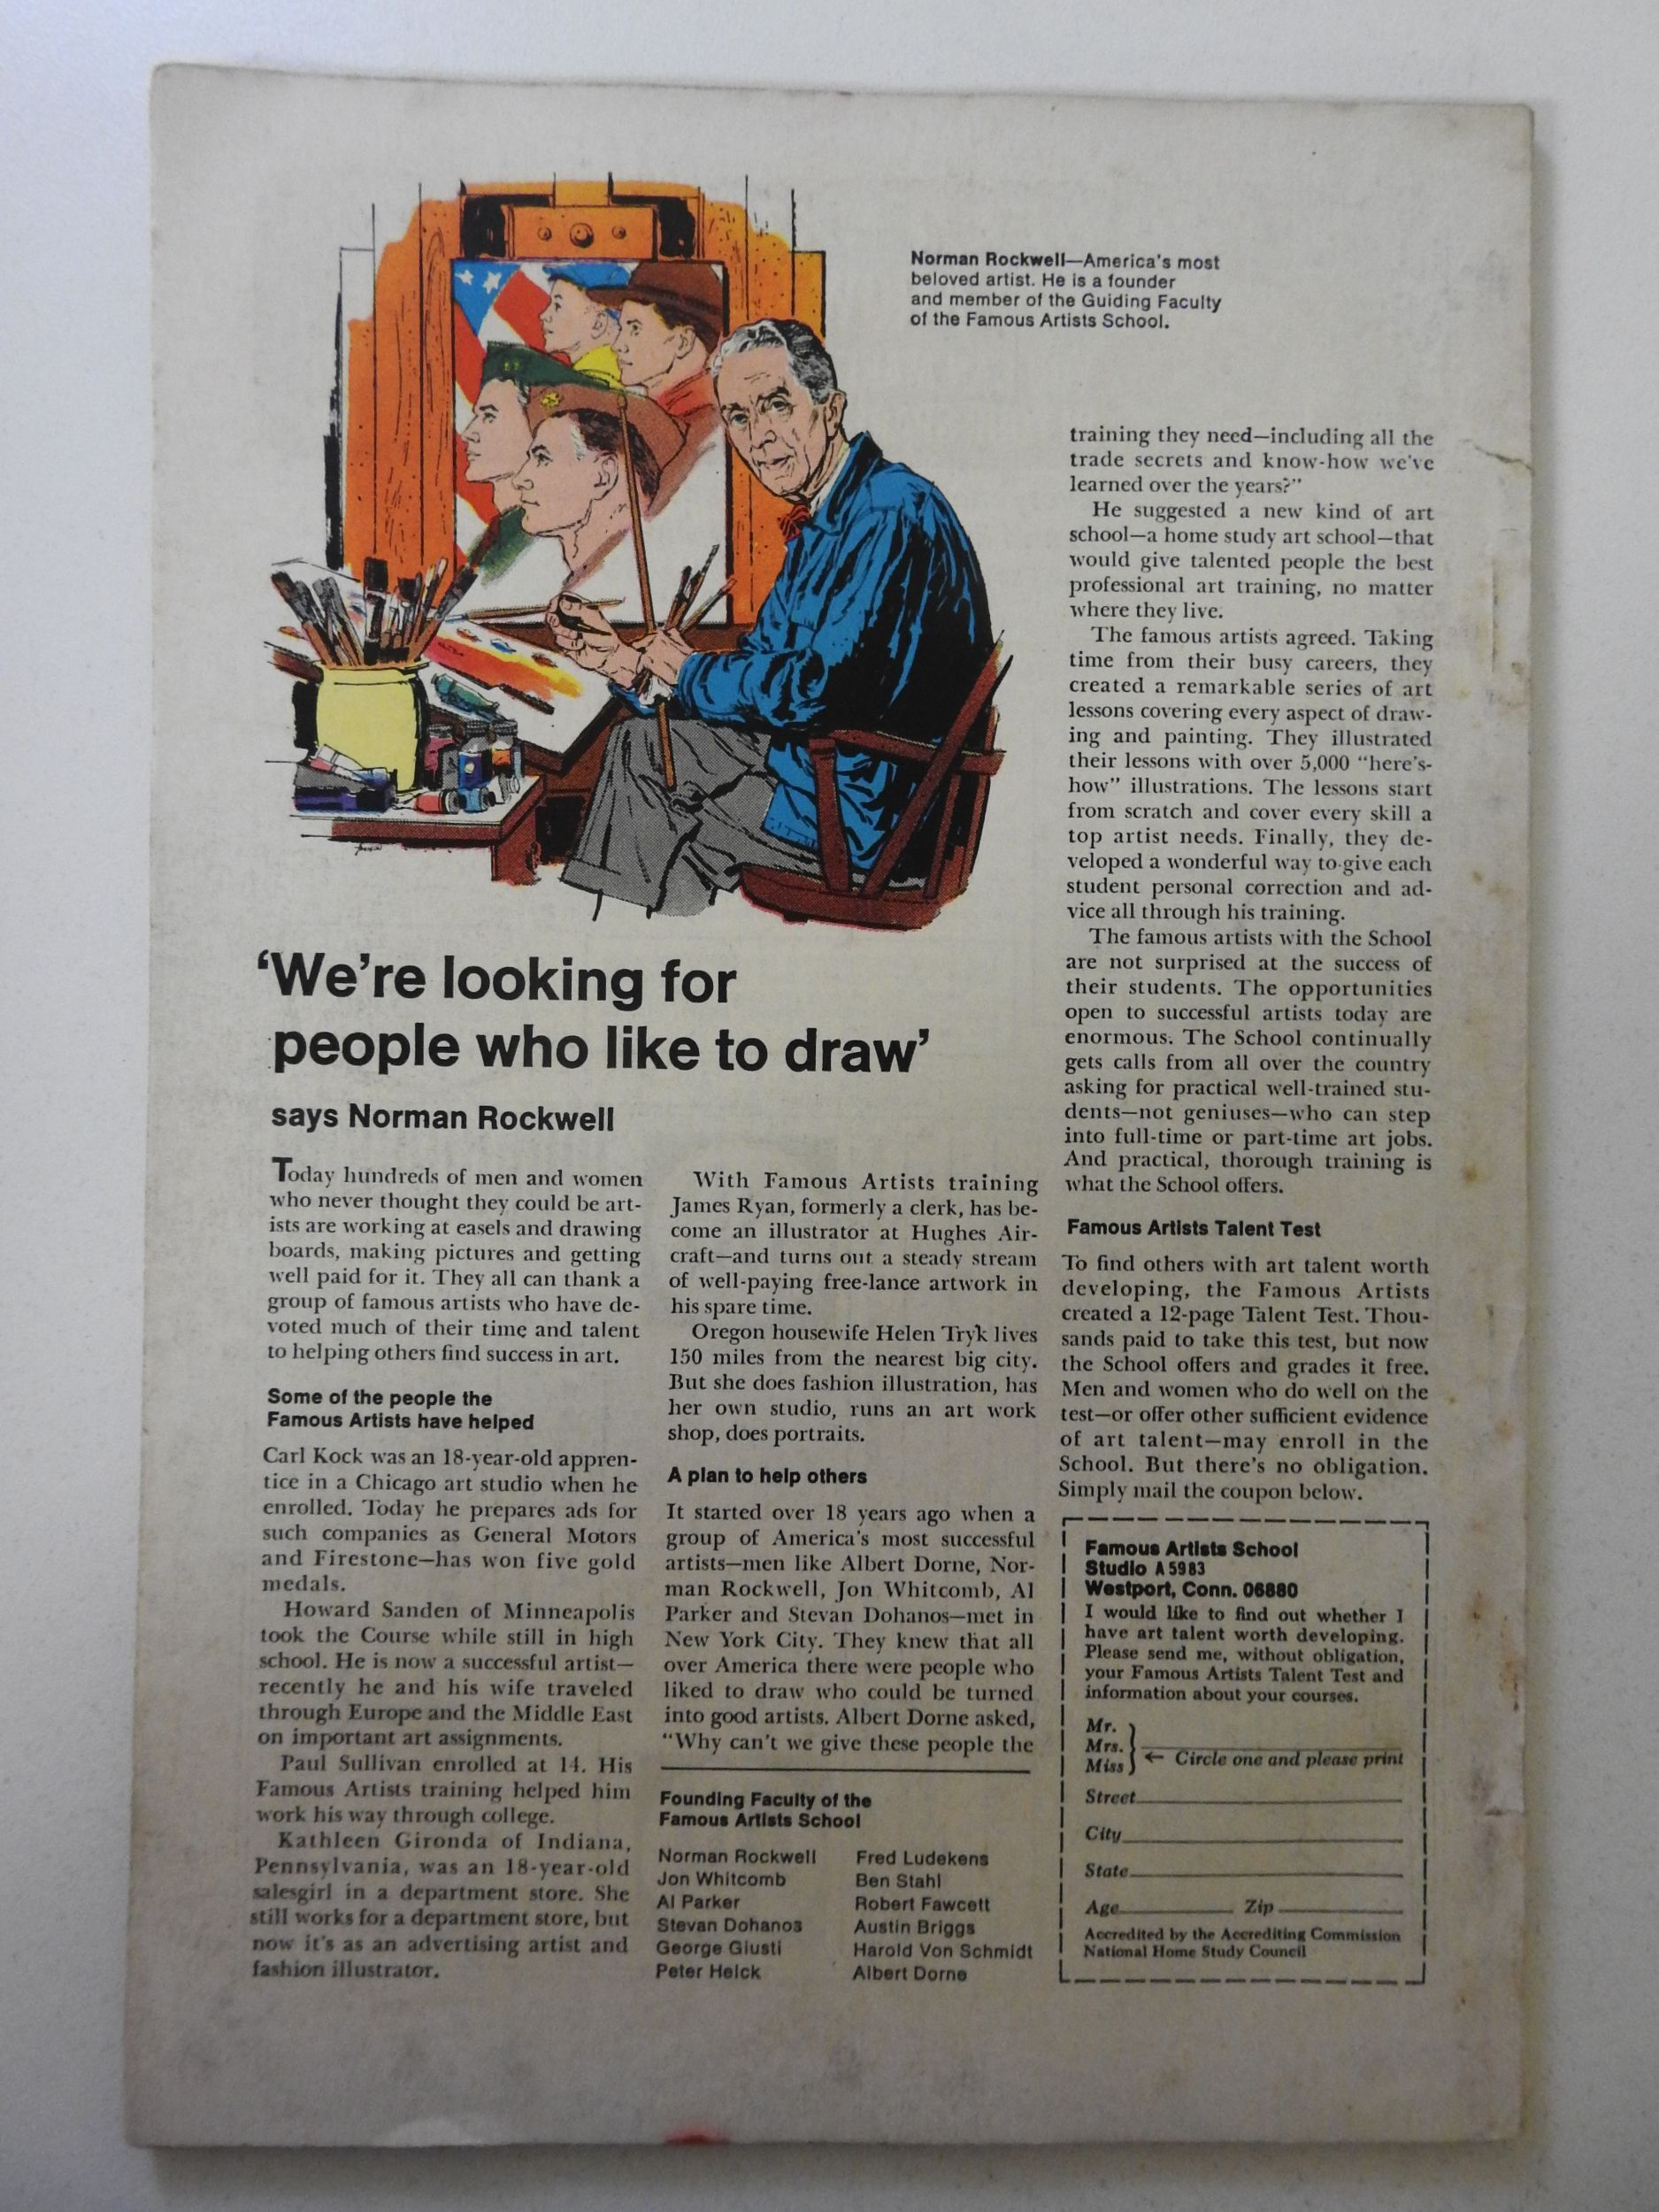 Norman Rockwell—America's most
beloved artist. He is a founder
and member of the Guiding Faculty
of the Famous Artists School.
'We're looking for
people who like to draw'
says Norman Rockwell
Today hundreds of men and women
who never thought they could be art-
ists are working at easels and drawing
boards, making pictures and getting
well paid for it. They all can thank a
group of famous artists who have de-
voted much of their time and talent
to helping others find success in art.
Some of the people the
Famous Artists have helped
Carl Kock was an 18-year-old appren-
tice in a Chicago art studio when he
enrolled. Today he prepares ads for
such companies as General Motors
and Firestone—has won five gold
medals.
Howard Sanden of Minneapolis
took the Course while still in high
school. He is now a successful artist—
recently he and his wife traveled
through Europe and the Middle East
on important art assignments.
Paul Sullivan enrolled at 14. His
Famous Artists training helped him
work his way through college.
Kathleen Gironda of Indiana,
Pennsylvania, was an 18-year-old
salesgirl in a department store. She
still works for a department store, but
now it's as an advertising artist and
fashion illustrator.
With Famous Artists training
James Ryan, formerly a clerk, has be-
come an illustrator at Hughes Air-
craft—and turns out a steady stream
of well-paying free-lance artwork in
his spare time.
Oregon housewife Helen Tryk lives
150 miles from the nearest big city.
But she does fashion illustration, has
her own studio, runs an art work
shop, does portraits.
A plan to help others
It started over 18 years ago when a
group of America's most successful
artists—men like Albert Dorne, Nor-
man Rockwell, Jon Whitcomb, Al
Parker and Stevan Dohanos—met in
New York City. They knew that all
over America there were people who
liked to draw who could be turned
into good artists. Albert Dorne asked,
"Why can't we give these people the
training they need—including all the
trade secrets and know-how we've
learned over the years?"
He suggested a new kind of art
school—a home study art school—that
would give talented people the best
professional art training, no matter
where they live.
The famous artists agreed. Taking
time from their busy careers, they
created a remarkable series of art
lessons covering every aspect of draw-
ing and painting. They illustrated
their lessons with over 5,000 "here's-
how" illustrations. The lessons start
from scratch and cover every skill a
top artist needs. Finally, they de-
veloped a wonderful way to give each
student personal correction and ad-
vice all through his training.
The famous artists with the School
are not surprised at the success of
their students. The opportunities
open to successful artists today are
enormous. The School continually
gets calls from all over the country
asking for practical well-trained stu-
dents—not geniuses—who can step
into full-time or part-time art jobs.
And practical, thorough training is
what the School offers.
Famous Artists Talent Test
To find others with art talent worth
developing, the Famous Artists
created a 12-page Talent Test. Thou-
sands paid to take this test, but now
the School offers and grades it free.
Men and women who do well on the
test—or offer other sufficient evidence
of art talent—may enroll in the
School. But there's no obligation.
Simply mail the coupon below.
Founding Faculty of the
Famous Artists School
Norman Rockwell
Jon Whitcomb
Al Parker
Stevan Dohanos
George Giusti
Peter Helck
Fred Ludekens
Ben Stahl
Robert Fawcett
Austin Briggs
Harold Von Schmidt
Albert Dorne
Famous Artists School
Studio A5983
Westport, Conn. 06880
I would like to find out whether I
have art talent worth developing.
Please send me, without obligation,
your Famous Artists Talent Test and
information about your courses.
Mr.
Mrs.
Miss
← Circle one and please print
Street
City
State
Age Zip
Accredited by the Accrediting Commission
National Home Study Council